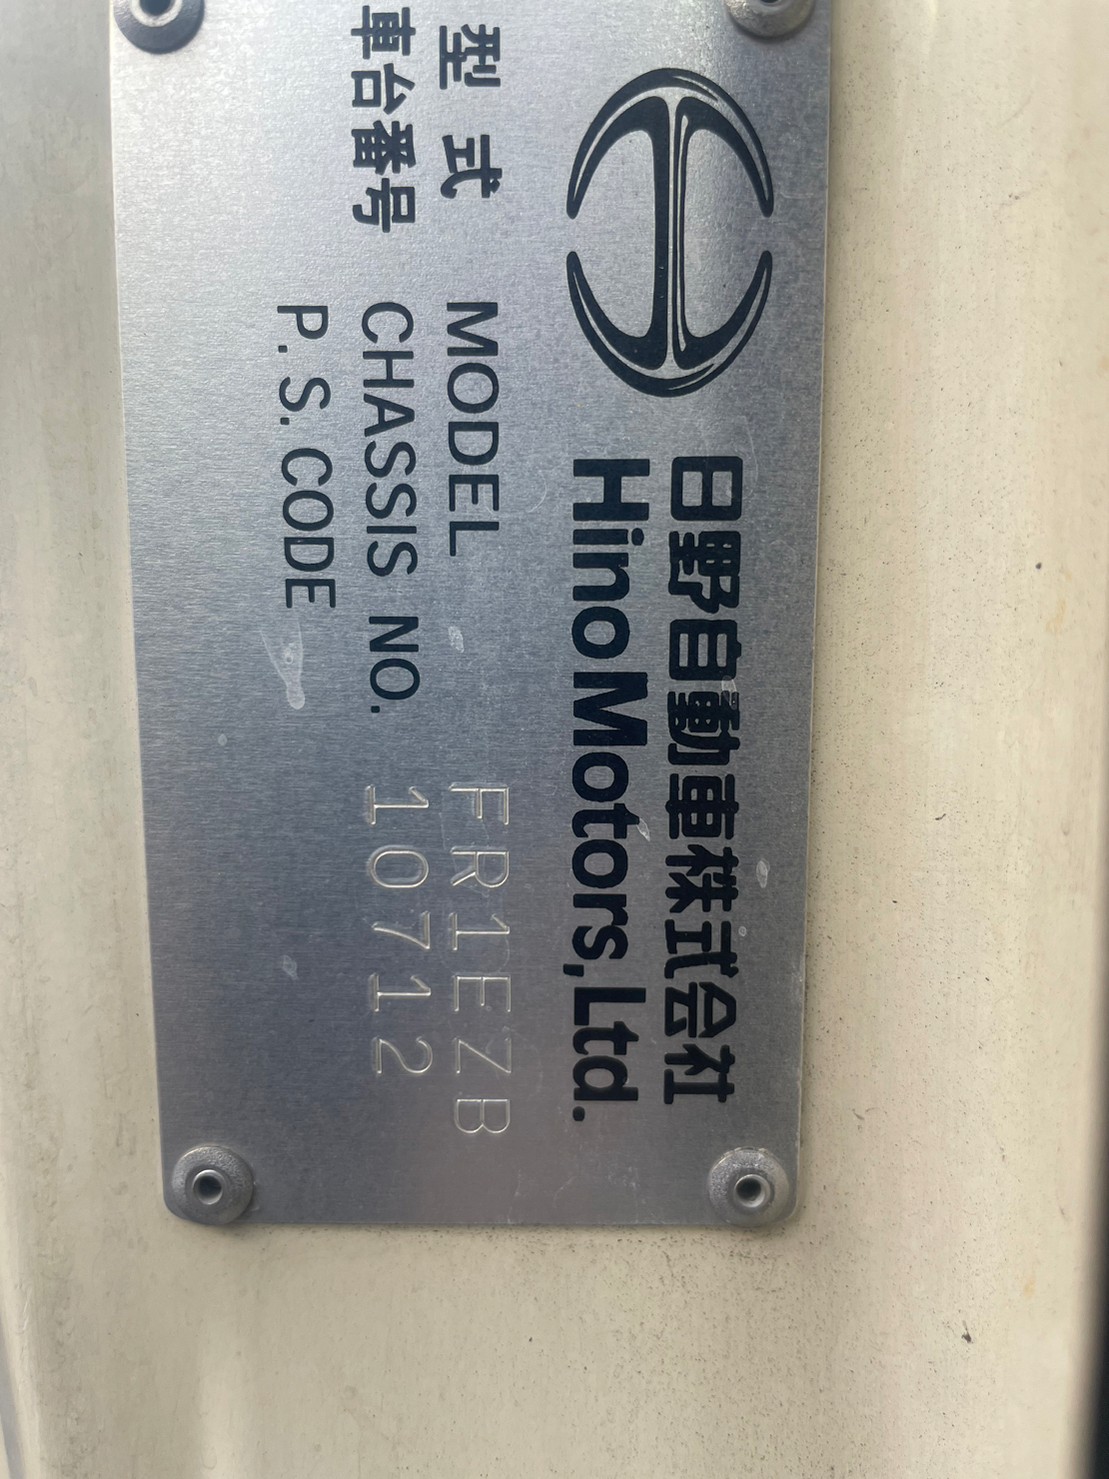 日野自動車株式会社
Hino Motors, Ltd.
型式 MODEL FR1EZB
車台番号 CHASSIS NO. 10712
P.S.CODE